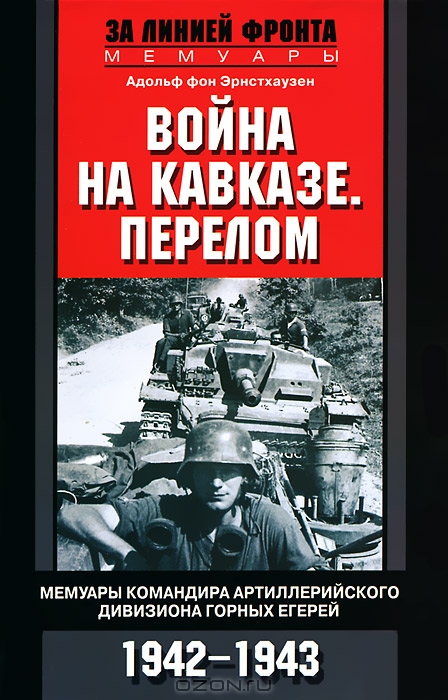 ЗА ЛИНИЕЙ ФРОНТА
МЕМУАРЫ
Адольф фон Эрнстхаузен
ВОЙНА
НА КАВКАЗЕ.
ПЕРЕЛОМ
МЕМУАРЫ КОМАНДИРА АРТИЛЛЕРИЙСКОГО
ДИВИЗИОНА ГОРНЫХ ЕГЕРЕЙ
1942–1943
ozon.ru